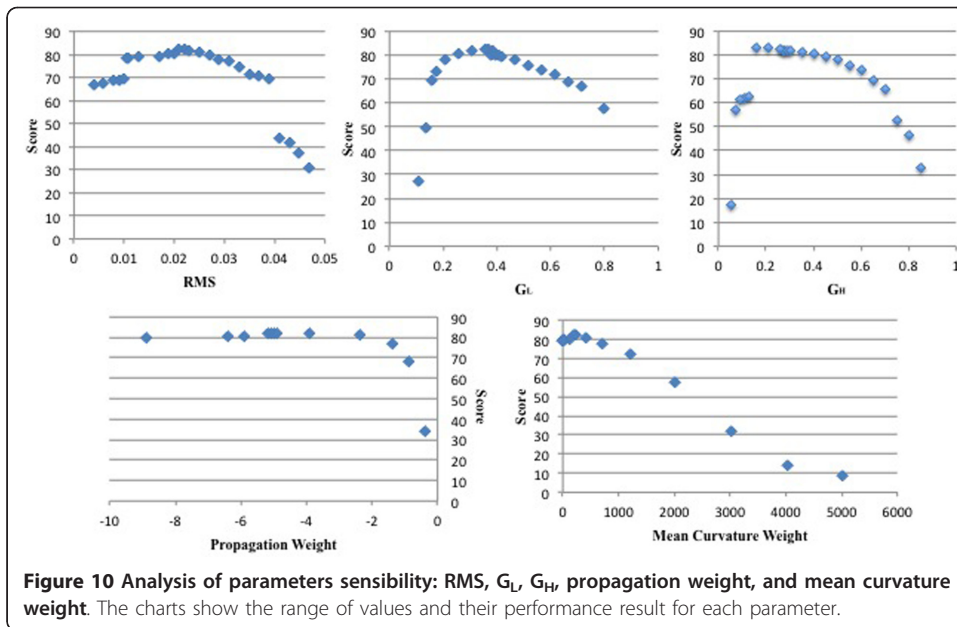 90
80
70
60
50
40
30
20
10
0
Score
0 0.01 0.02 0.03 0.04 0.05
RMS
90
80
70
60
50
40
30
20
10
0
Score
0 0.2 0.4 0.6 0.8 1
GL
90
80
70
60
50
40
30
20
10
0
Score
0 0.2 0.4 0.6 0.8 1
GH
90
80
70
60
50
40
30
20
10
0
Score
-10 -8 -6 -4 -2 0
Propagation Weight
90
80
70
60
50
40
30
20
10
0
Score
0 1000 2000 3000 4000 5000 6000
Mean Curvature Weight
Figure 10 Analysis of parameters sensibility: RMS, GL, GH, propagation weight, and mean curvature
weight. The charts show the range of values and their performance result for each parameter.